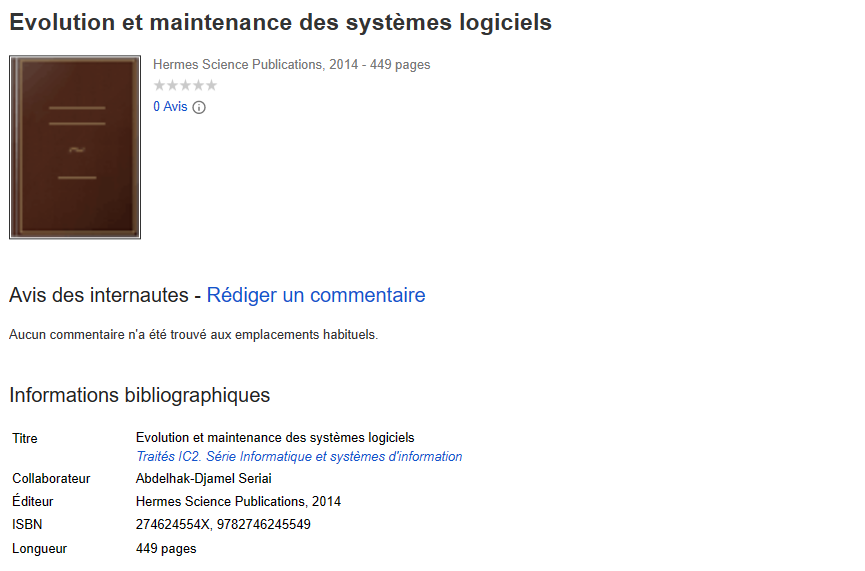 Evolution et maintenance des systèmes logiciels
Hermes Science Publications, 2014 - 449 pages
0 Avis
Avis des internautes - Rédiger un commentaire
Aucun commentaire n'a été trouvé aux emplacements habituels.
Informations bibliographiques
Titre Evolution et maintenance des systèmes logiciels
Traités IC2. Série Informatique et systèmes d'information
Collaborateur Abdelhak-Djamel Seriai
Éditeur Hermes Science Publications, 2014
ISBN 274624554X, 9782746245549
Longueur 449 pages